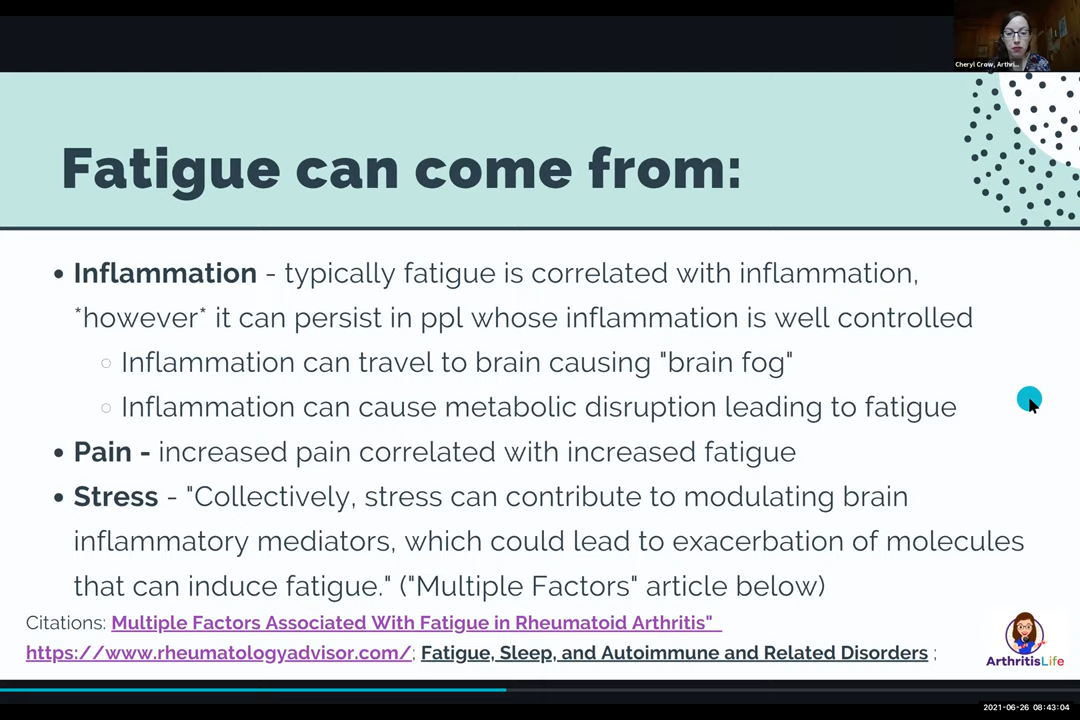 Cheryl Crow, Arthri...
Fatigue can come from:
• Inflammation - typically fatigue is correlated with inflammation,
*however* it can persist in ppl whose inflammation is well controlled
○ Inflammation can travel to brain causing "brain fog"
○ Inflammation can cause metabolic disruption leading to fatigue
• Pain - increased pain correlated with increased fatigue
• Stress - "Collectively, stress can contribute to modulating brain
inflammatory mediators, which could lead to exacerbation of molecules
that can induce fatigue." ("Multiple Factors" article below)
Citations: Multiple Factors Associated With Fatigue in Rheumatoid Arthritis"
https://www.rheumatologyadvisor.com/; Fatigue, Sleep, and Autoimmune and Related Disorders ;
ArthritisLife
2021-06-26 08:43:04